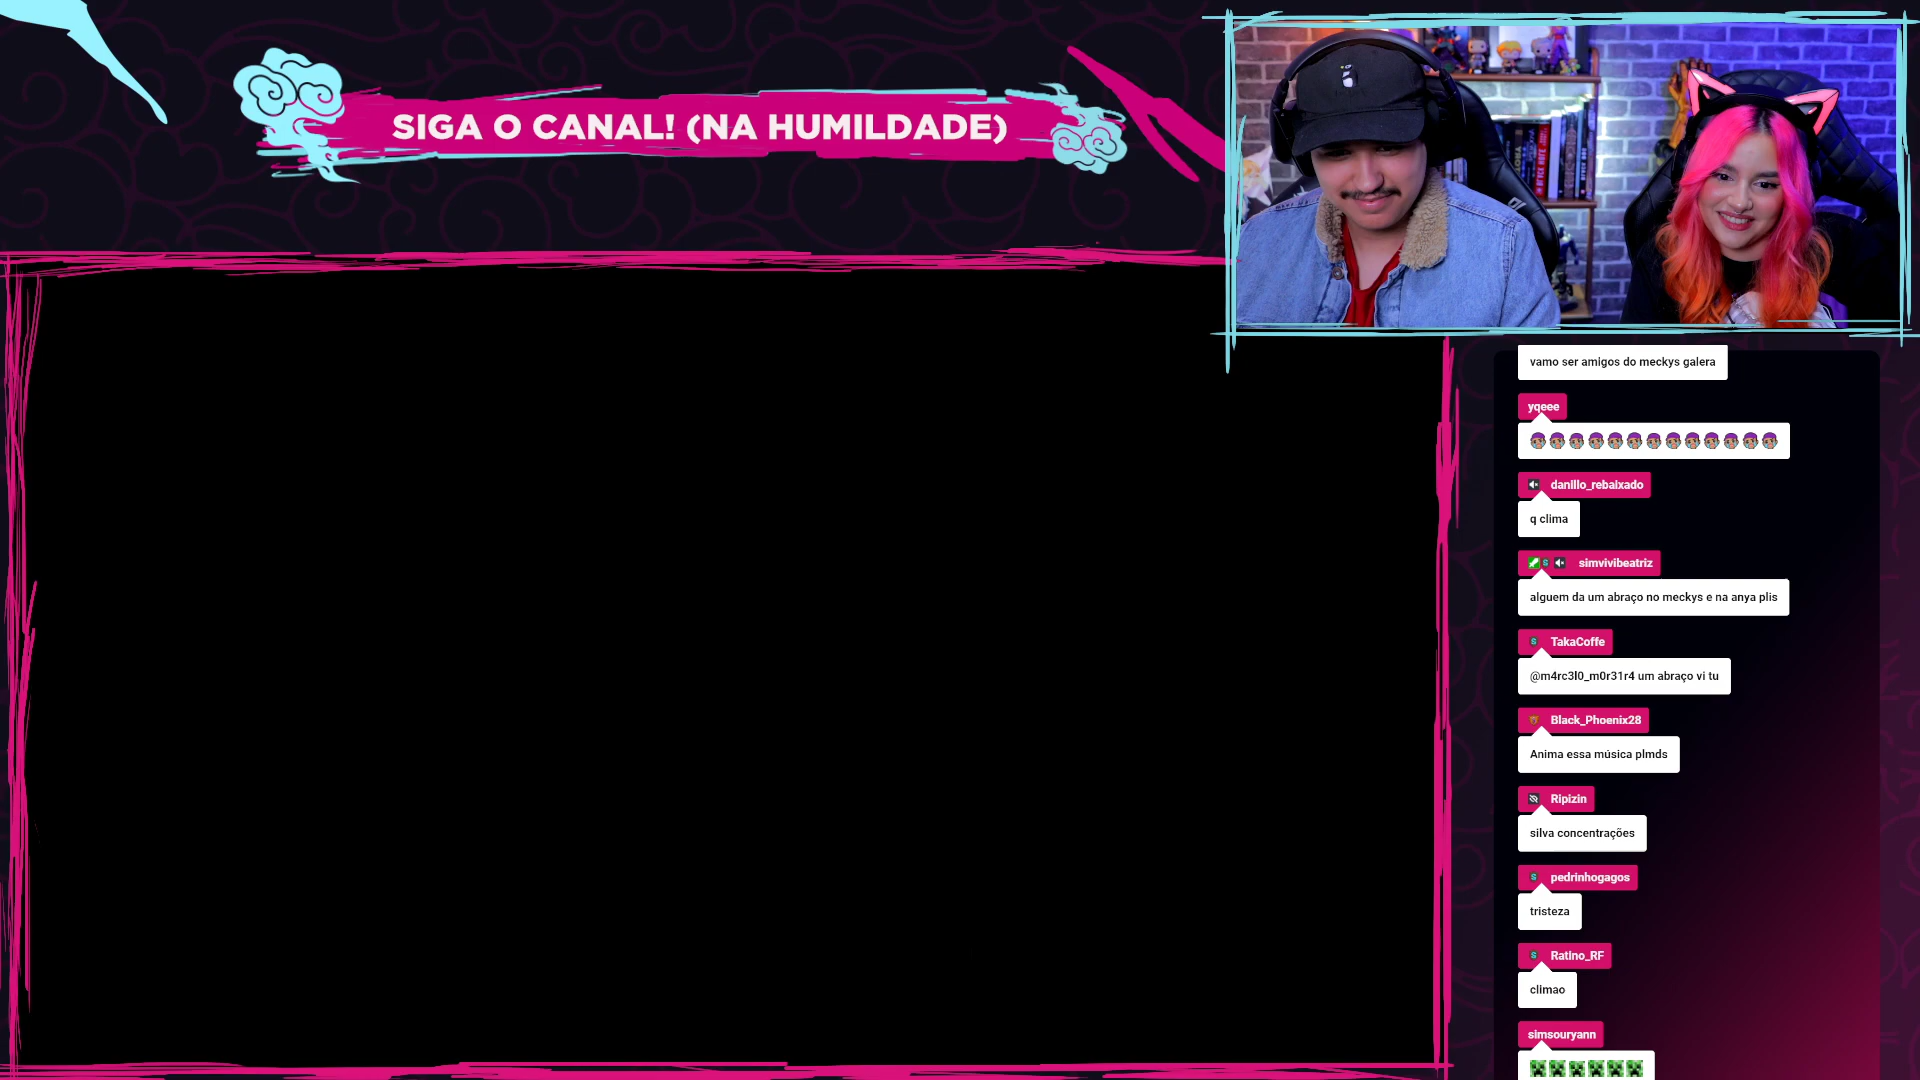 SIGA O CANAL! (NA HUMILDADE)
vamo ser amigos do meckys galera
yqeee
danillo_rebaixado
q clima
simvivibeatriz
alguem da um abraço no meckys e na anya plis
TakaCoffe
@m4rc3l0_m0r31r4 um abraço vi tu
Black_Phoenix28
Anima essa música plmds
Ripizin
silva concentrações
pedrinhogagos
tristeza
Ratino_RF
climao
simsouryann